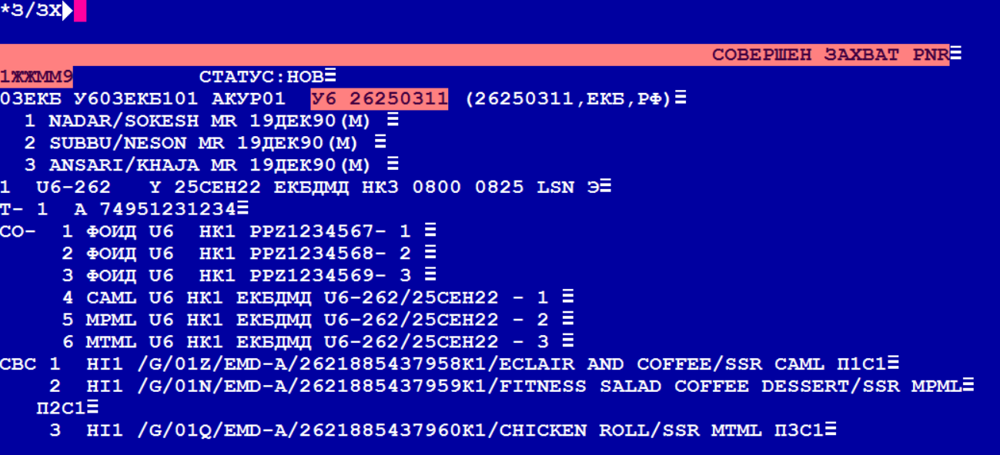 *3/3X
СОВЕРШЕН ЗАХВАТ PNR
1ЖЖММ9 СТАТУС:НОВ
03ЕКБ У603ЕКБ101 АКУР01 У6 26250311 (26250311,ЕКБ,РФ)
1 NADAR/SOKESH MR 19ДЕК90(М)
2 SUBBU/NESON MR 19ДЕК90(М)
3 ANSARI/KHAJA MR 19ДЕК90(М)
1 U6-262 Y 25СЕН22 ЕКБДМД НК3 0800 0825 LSN Э
Т- 1 А 74951231234
СО- 1 ФОИД U6 НК1 PPZ1234567- 1
2 ФОИД U6 НК1 PPZ1234568- 2
3 ФОИД U6 НК1 PPZ1234569- 3
4 CAML U6 НК1 ЕКБДМД U6-262/25СЕН22 - 1
5 MPML U6 НК1 ЕКБДМД U6-262/25СЕН22 - 2
6 MTML U6 НК1 ЕКБДМД U6-262/25СЕН22 - 3
СВС 1 HI1 /G/01Z/EMD-A/2621885437958K1/ECLAIR AND COFFEE/SSR CAML П1С1
2 HI1 /G/01N/EMD-A/2621885437959K1/FITNESS SALAD COFFEE DESSERT/SSR MPML
П2С1
3 HI1 /G/01Q/EMD-A/2621885437960K1/CHICKEN ROLL/SSR MTML П3С1